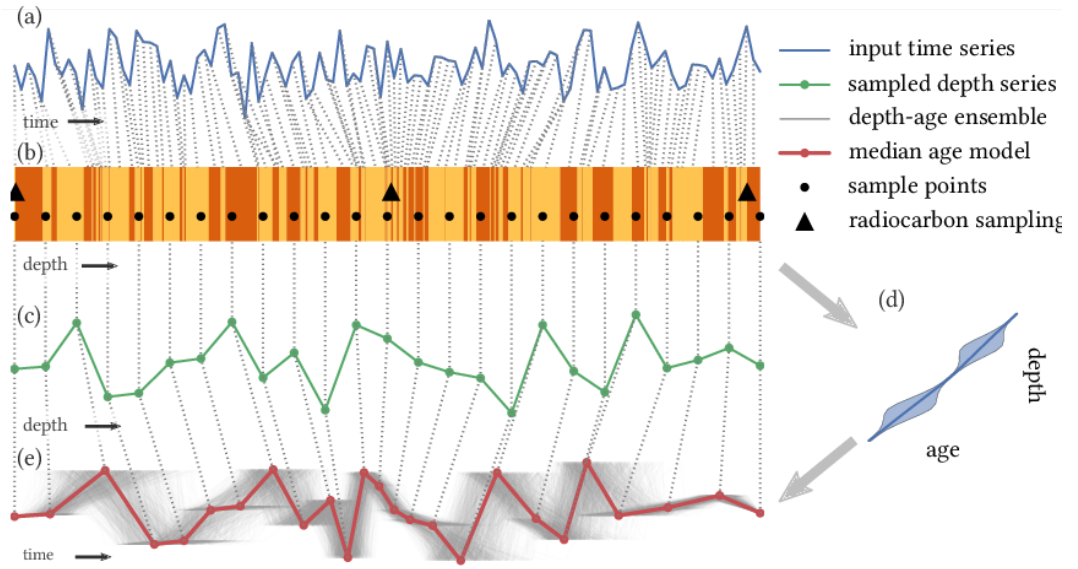 (a)
time
(b)
depth
(c)
depth
(e)
time
input time series
sampled depth series
depth-age ensemble
median age model
sample points
radiocarbon sampling
(d)
depth
age